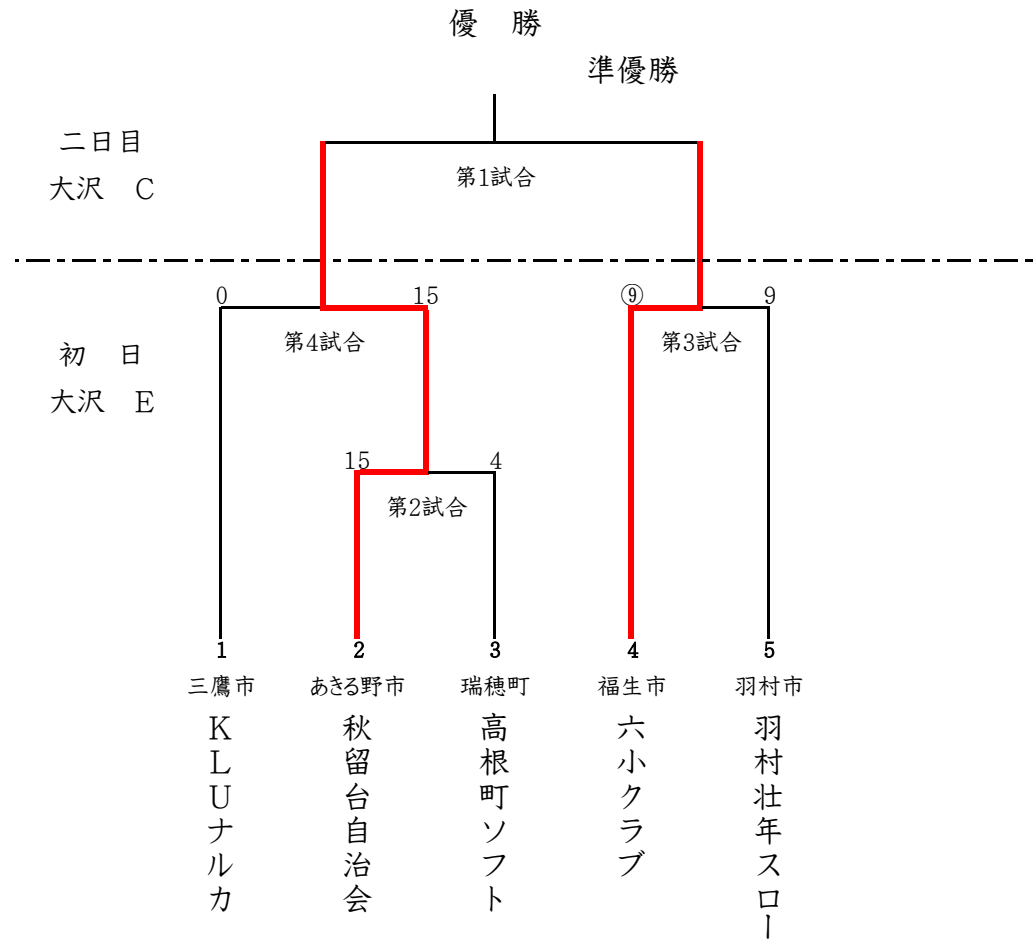 優　勝
準優勝
二日目
大沢　C
第1試合
0
15
⑨
9
第4試合
第3試合
初　日
大沢　E
15
4
第2試合
1
2
3
4
5
三鷹市
あきる野市
瑞穂町
福生市
羽村市
KLUナルカ
秋留台自治会
高根町ソフト
六小クラブ
羽村壮年スロー